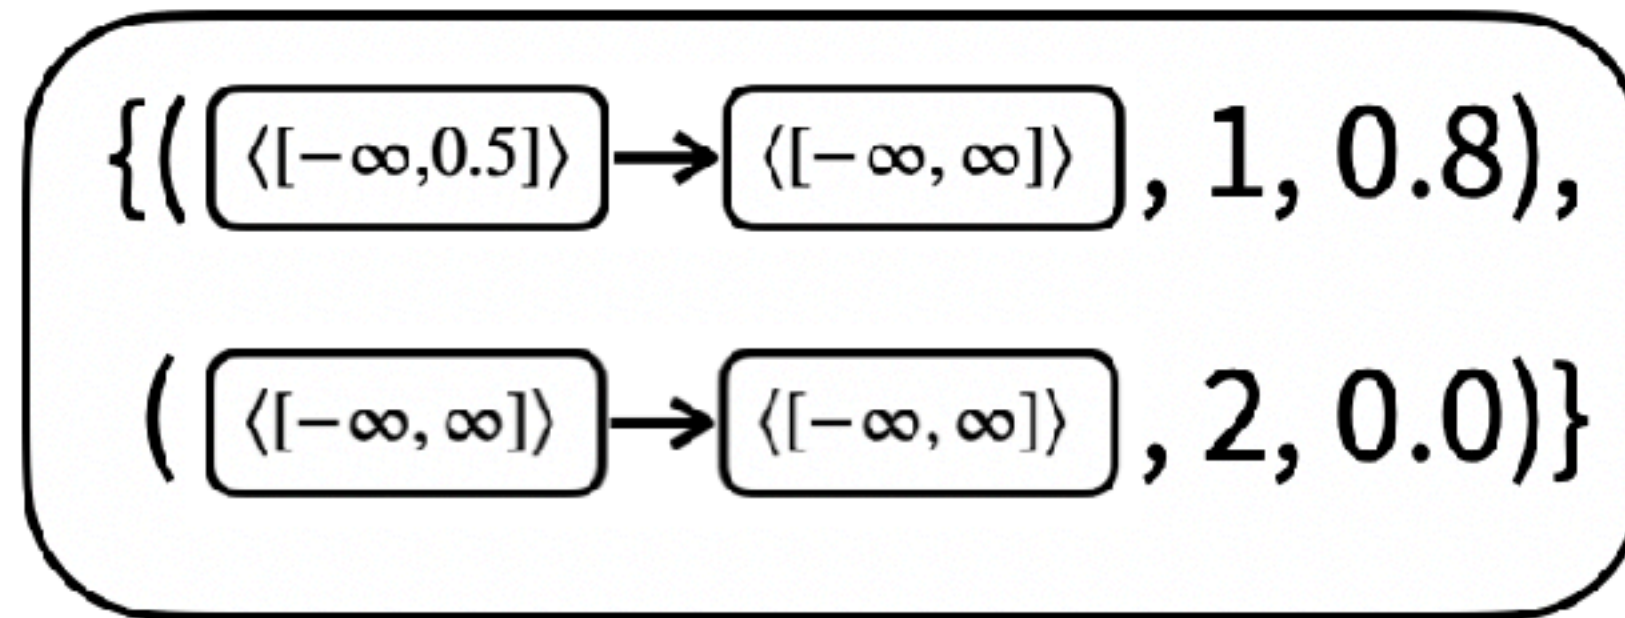 {(⟨[−∞,0.5]⟩→⟨[−∞, ∞]⟩, 1, 0.8),
(⟨[−∞, ∞]⟩→⟨[−∞, ∞]⟩, 2, 0.0)}